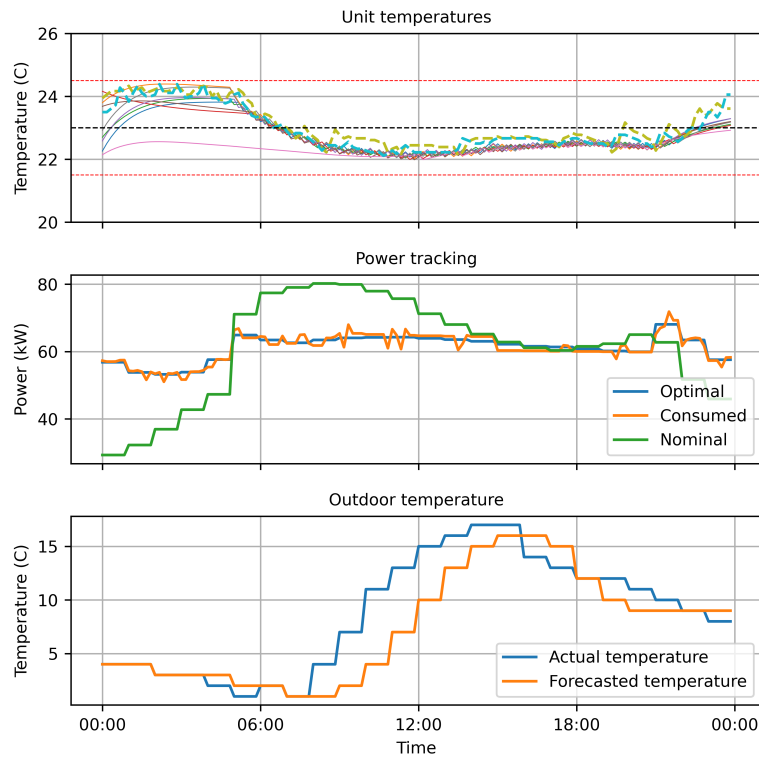 Unit temperatures
Temperature (C)
26
24
22
20
Power tracking
Power (kW)
80
60
40
Optimal
Consumed
Nominal
Outdoor temperature
Temperature (C)
15
10
5
Actual temperature
Forecasted temperature
00:00 06:00 12:00 18:00 00:00
Time